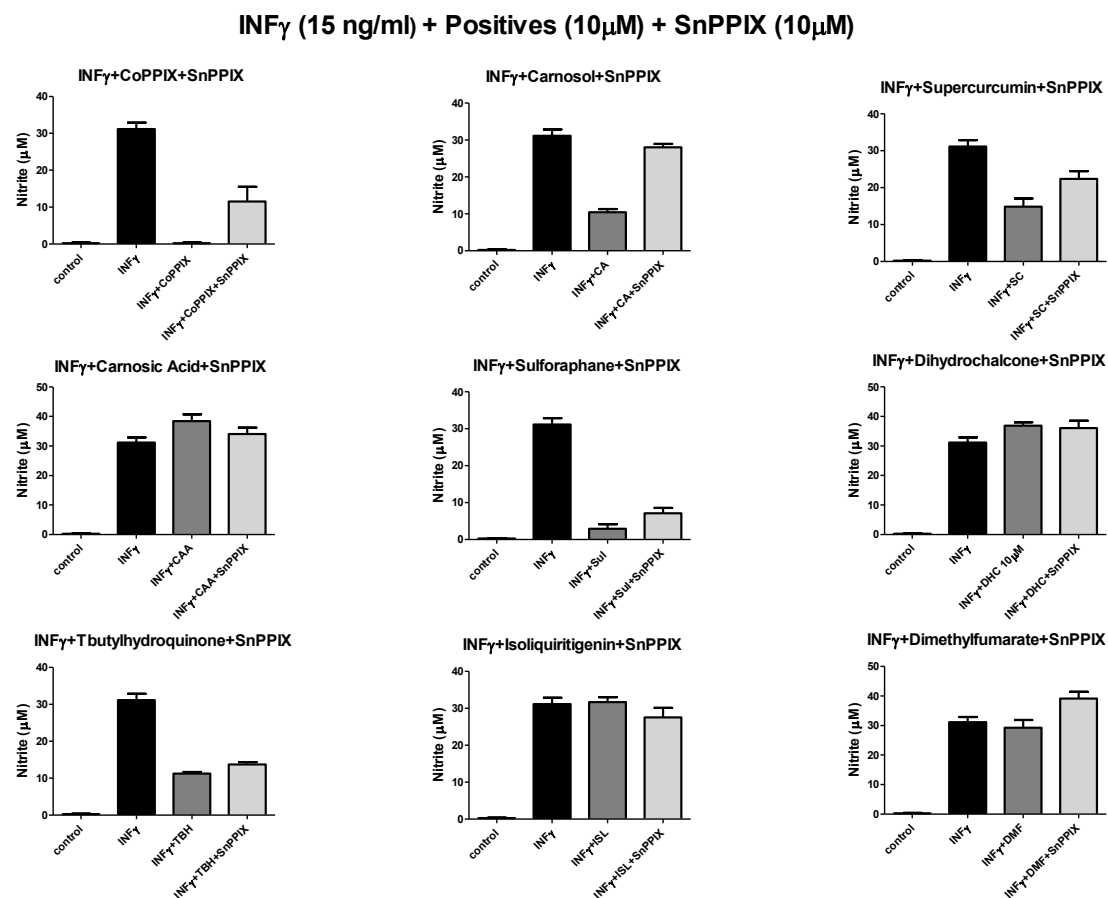 INFγ (15 ng/ml) + Positives (10μM) + SnPPIX (10μM)
INFγ+CoPPIX+SnPPIX
Nitrite (μM)
40
30
20
10
0
control
INFγ
INFγ+CoPPIX
INFγ+CoPPIX+SnPPIX
INFγ+Carnosol+SnPPIX
Nitrite (μM)
40
30
20
10
0
control
INFγ
INFγ+CA
INFγ+CA+SnPPIX
INFγ+Supercurcumin+SnPPIX
Nitrite (μM)
40
30
20
10
0
control
INFγ
INFγ+SC
INFγ+SC+SnPPIX
INFγ+Carnosic Acid+SnPPIX
Nitrite (μM)
50
40
30
20
10
0
control
INFγ
INFγ+CAA
INFγ+CAA+SnPPIX
INFγ+Sulforaphane+SnPPIX
Nitrite (μM)
40
30
20
10
0
control
INFγ
INFγ+Sul
INFγ+Sul+SnPPIX
INFγ+Dihydrochalcone+SnPPIX
Nitrite (μM)
50
40
30
20
10
0
control
INFγ
INFγ+DHC 10μM
INFγ+DHC+SnPPIX
INFγ+Tbutylhydroquinone+SnPPIX
Nitrite (μM)
40
30
20
10
0
control
INFγ
INFγ+TBH
INFγ+TBH+SnPPIX
INFγ+Isoliquiritigenin+SnPPIX
Nitrite (μM)
40
30
20
10
0
control
INFγ
INFγ+ISL
INFγ+ISL+SnPPIX
INFγ+Dimethylfumarate+SnPPIX
Nitrite (μM)
50
40
30
20
10
0
control
INFγ
INFγ+DMF
INFγ+DMF+SnPPIX